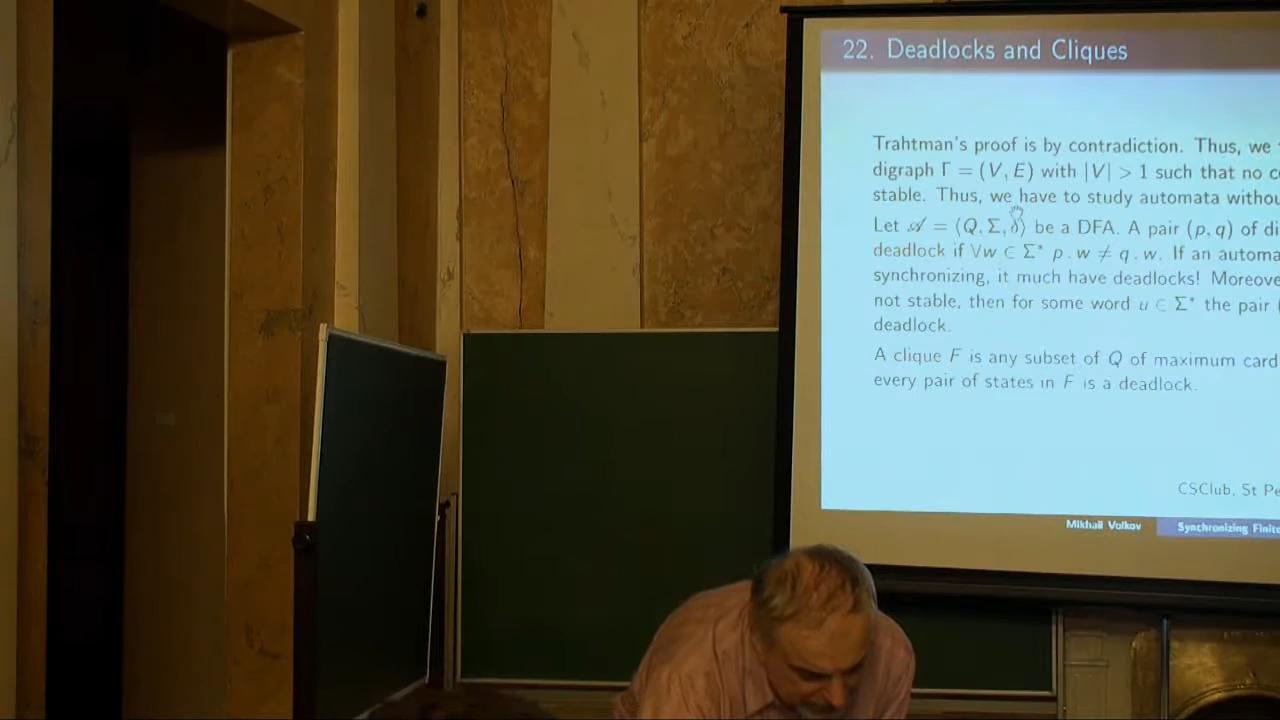 22. Deadlocks and Cliques
Trahtman's proof is by contradiction. Thus, we
digraph Γ = (V, E) with |V| > 1 such that no c
stable. Thus, we have to study automata withou
Let 𝒜 = ⟨Q, Σ, δ⟩ be a DFA. A pair (p, q) of di
deadlock if ∀w ∈ Σ* p . w ≠ q . w. If an automa
synchronizing, it much have deadlocks! Moreove
not stable, then for some word u ∈ Σ* the pair (
deadlock.
A clique F is any subset of Q of maximum card
every pair of states in F is a deadlock.
CSClub, St Pe
Mikhail Volkov
Synchronizing Finite